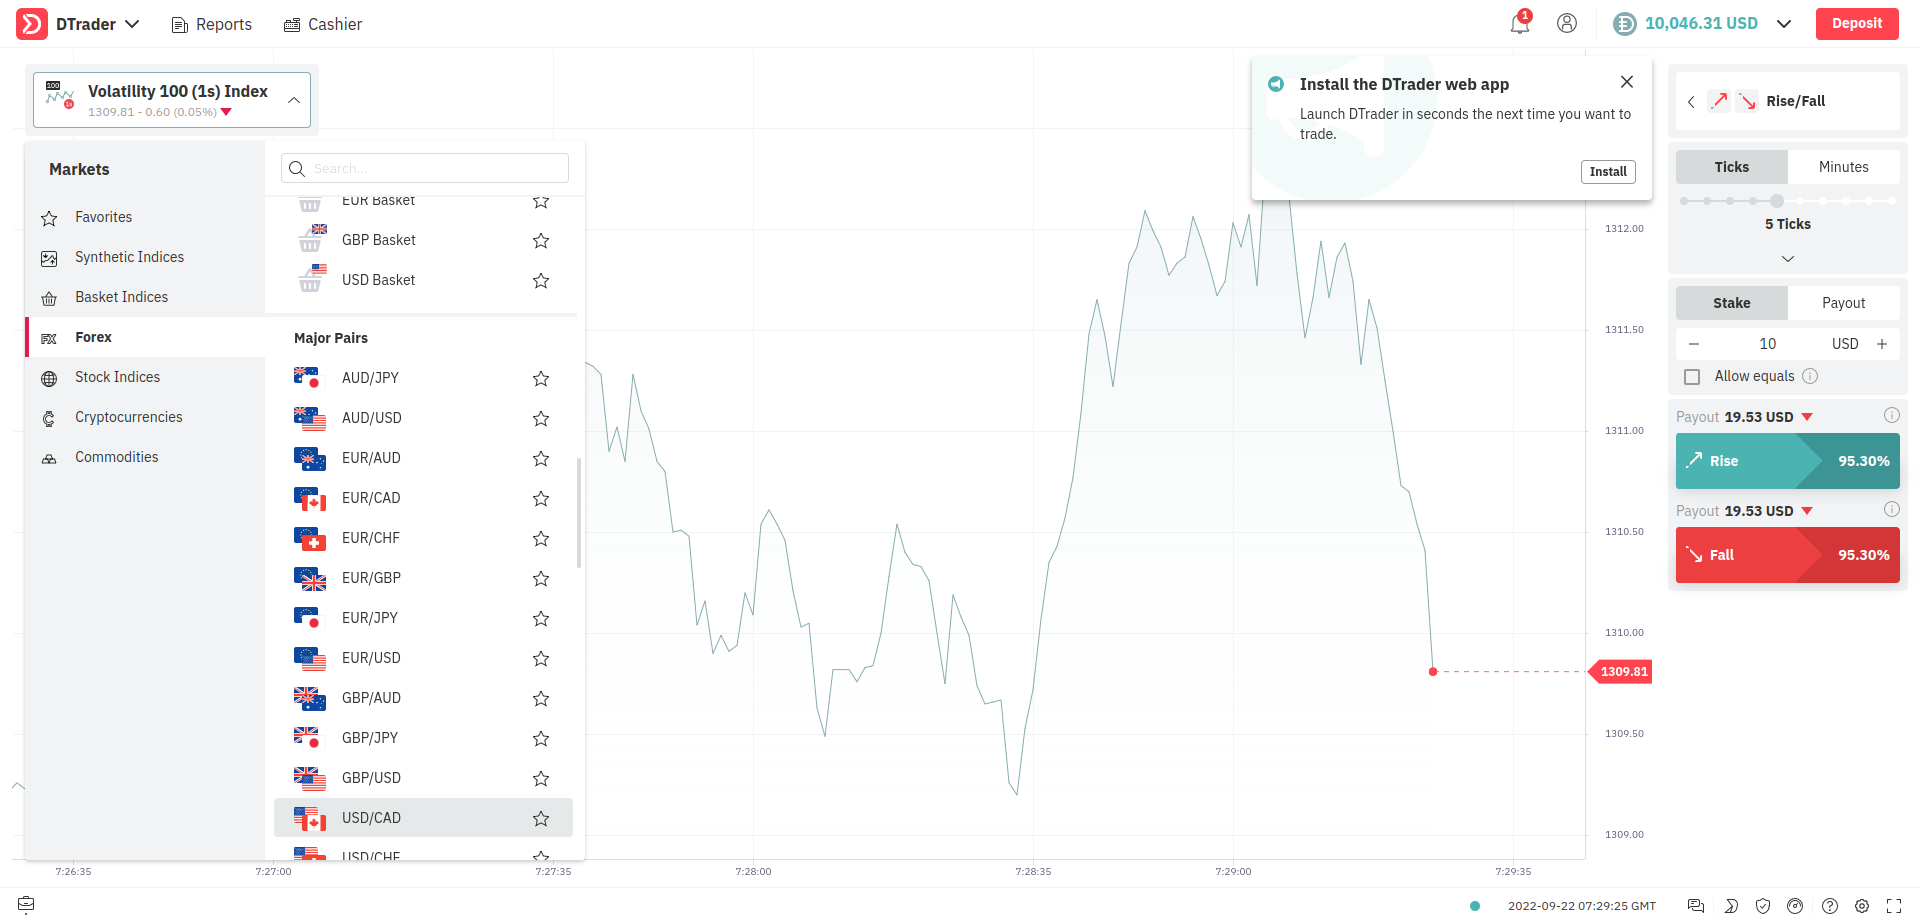 DTrader
Reports
Cashier
1
10,046.31 USD
Deposit
100
1s
Volatility 100 (1s) Index
1309.81 - 0.60 (0.05%)
Markets
Favorites
Synthetic Indices
Basket Indices
FX
Forex
Stock Indices
Cryptocurrencies
Commodities
Search...
EUR Basket
GBP Basket
USD Basket
Major Pairs
AUD/JPY
AUD/USD
EUR/AUD
EUR/CAD
EUR/CHF
EUR/GBP
EUR/JPY
EUR/USD
GBP/AUD
GBP/JPY
GBP/USD
USD/CAD
USD/CHF
Install the DTrader web app
Launch DTrader in seconds the next time you want to
trade.
Install
1312.00
1311.50
1311.00
1310.50
1310.00
1309.81
1309.50
1309.00
7:26:35
7:27:00
7:27:35
7:28:00
7:28:35
7:29:00
7:29:35
Rise/Fall
Ticks
Minutes
5 Ticks
Stake
Payout
10
USD
Allow equals
Payout 19.53 USD
Rise
95.30%
Payout 19.53 USD
Fall
95.30%
2022-09-22 07:29:25 GMT